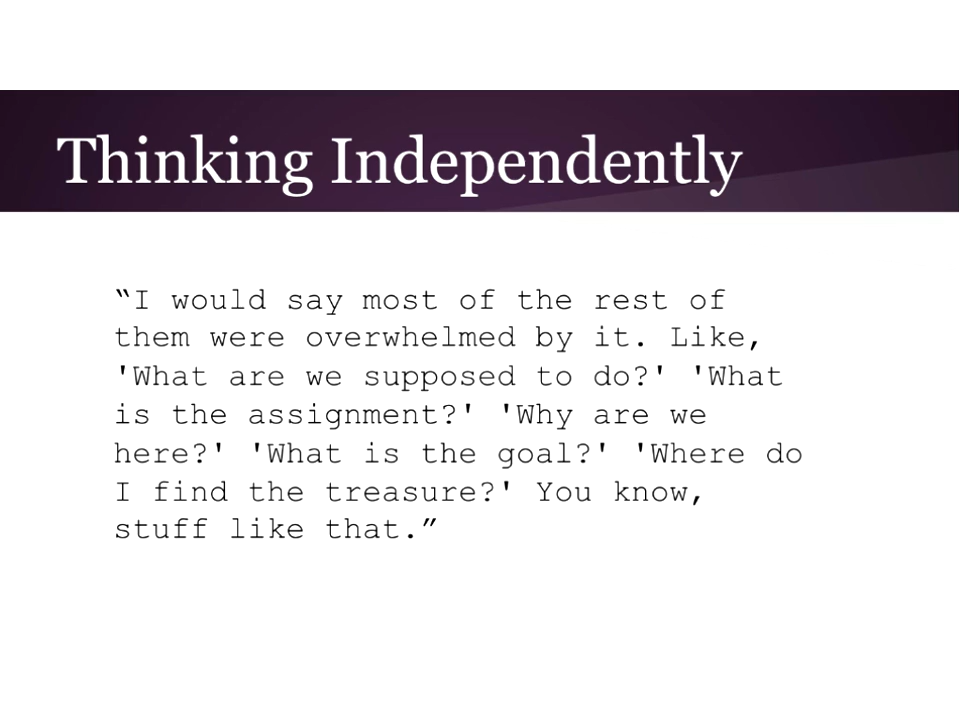 Thinking Independently
“I would say most of the rest of
them were overwhelmed by it. Like,
'What are we supposed to do?' 'What
is the assignment?' 'Why are we
here?' 'What is the goal?' 'Where do
I find the treasure?' You know,
stuff like that.”